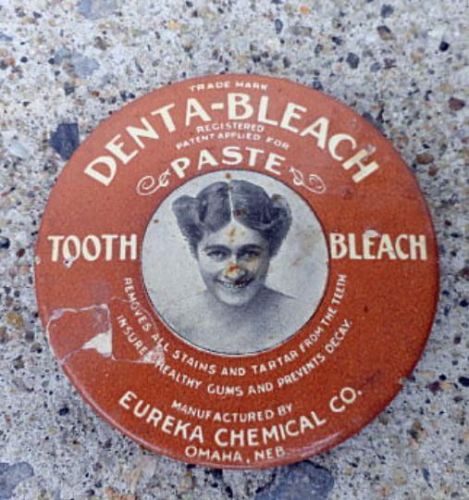 TRADE MARK
DENTA-BLEACH
REGISTERED
PATENT APPLIED FOR
PASTE
TOOTH BLEACH
REMOVES ALL STAINS AND TARTAR FROM THE TEETH
INSURES HEALTHY GUMS AND PREVENTS DECAY.
MANUFACTURED BY
EUREKA CHEMICAL CO.
OMAHA, NEB